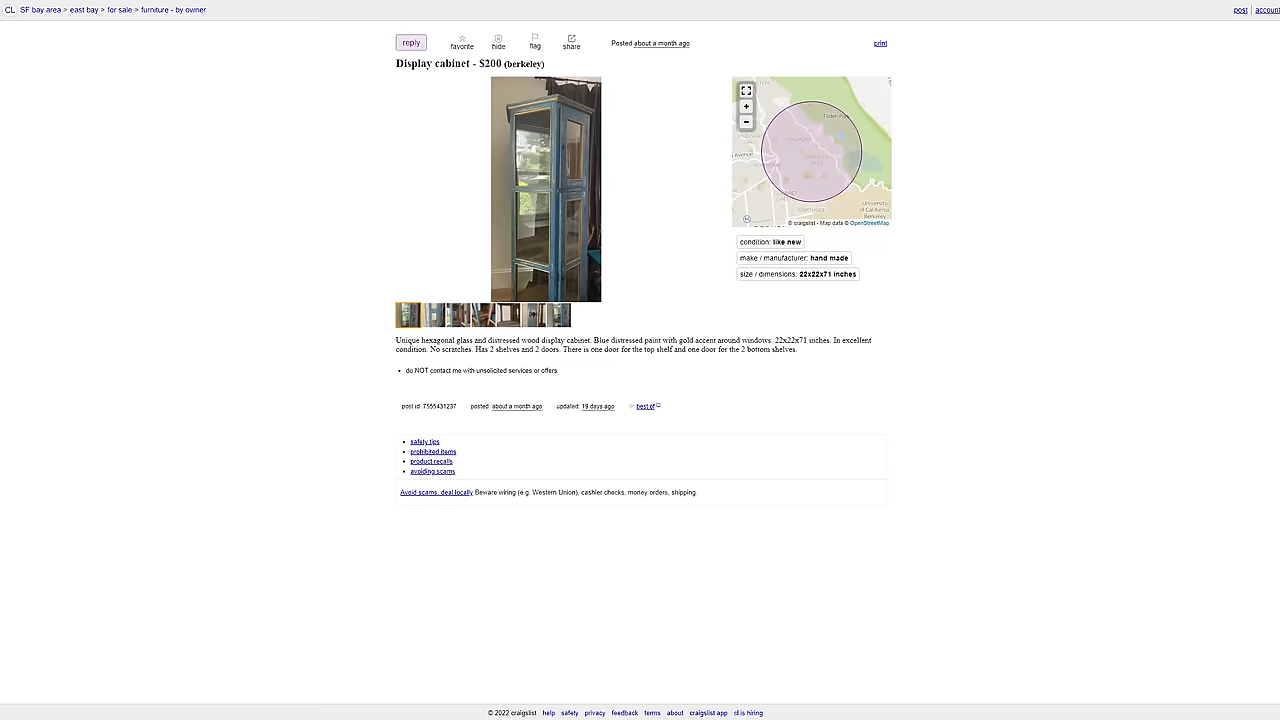 CL SF bay area > east bay > for sale > furniture - by owner
post account
reply
favorite
hide
flag
share
Posted about a month ago
print
Display cabinet - $200 (berkeley)
+
−
Tilden Park
University
of California,
Berkeley
© craigslist - Map data © OpenStreetMap
condition: like new
make / manufacturer: hand made
size / dimensions: 22x22x71 inches
Unique hexagonal glass and distressed wood display cabinet. Blue distressed paint with gold accent around windows. 22x22x71 inches. In excellent
condition. No scratches. Has 2 shelves and 2 doors. There is one door for the top shelf and one door for the 2 bottom shelves.
• do NOT contact me with unsolicited services or offers
post id: 7555431237 posted: about a month ago updated: 19 days ago best of
• safety tips
• prohibited items
• product recalls
• avoiding scams
Avoid scams, deal locally Beware wiring (e.g. Western Union), cashier checks, money orders, shipping.
© 2022 craigslist help safety privacy feedback terms about craigslist app cl is hiring